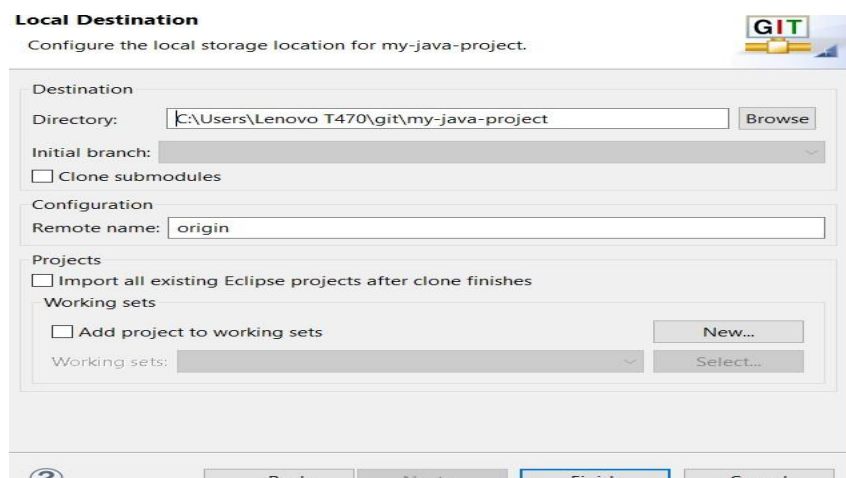 Local Destination
Configure the local storage location for my-java-project.
GIT
Destination
Directory: C:\Users\Lenovo T470\git\my-java-project Browse
Initial branch:
Clone submodules
Configuration
Remote name: origin
Projects
Import all existing Eclipse projects after clone finishes
Working sets
Add project to working sets New...
Working sets: Select...